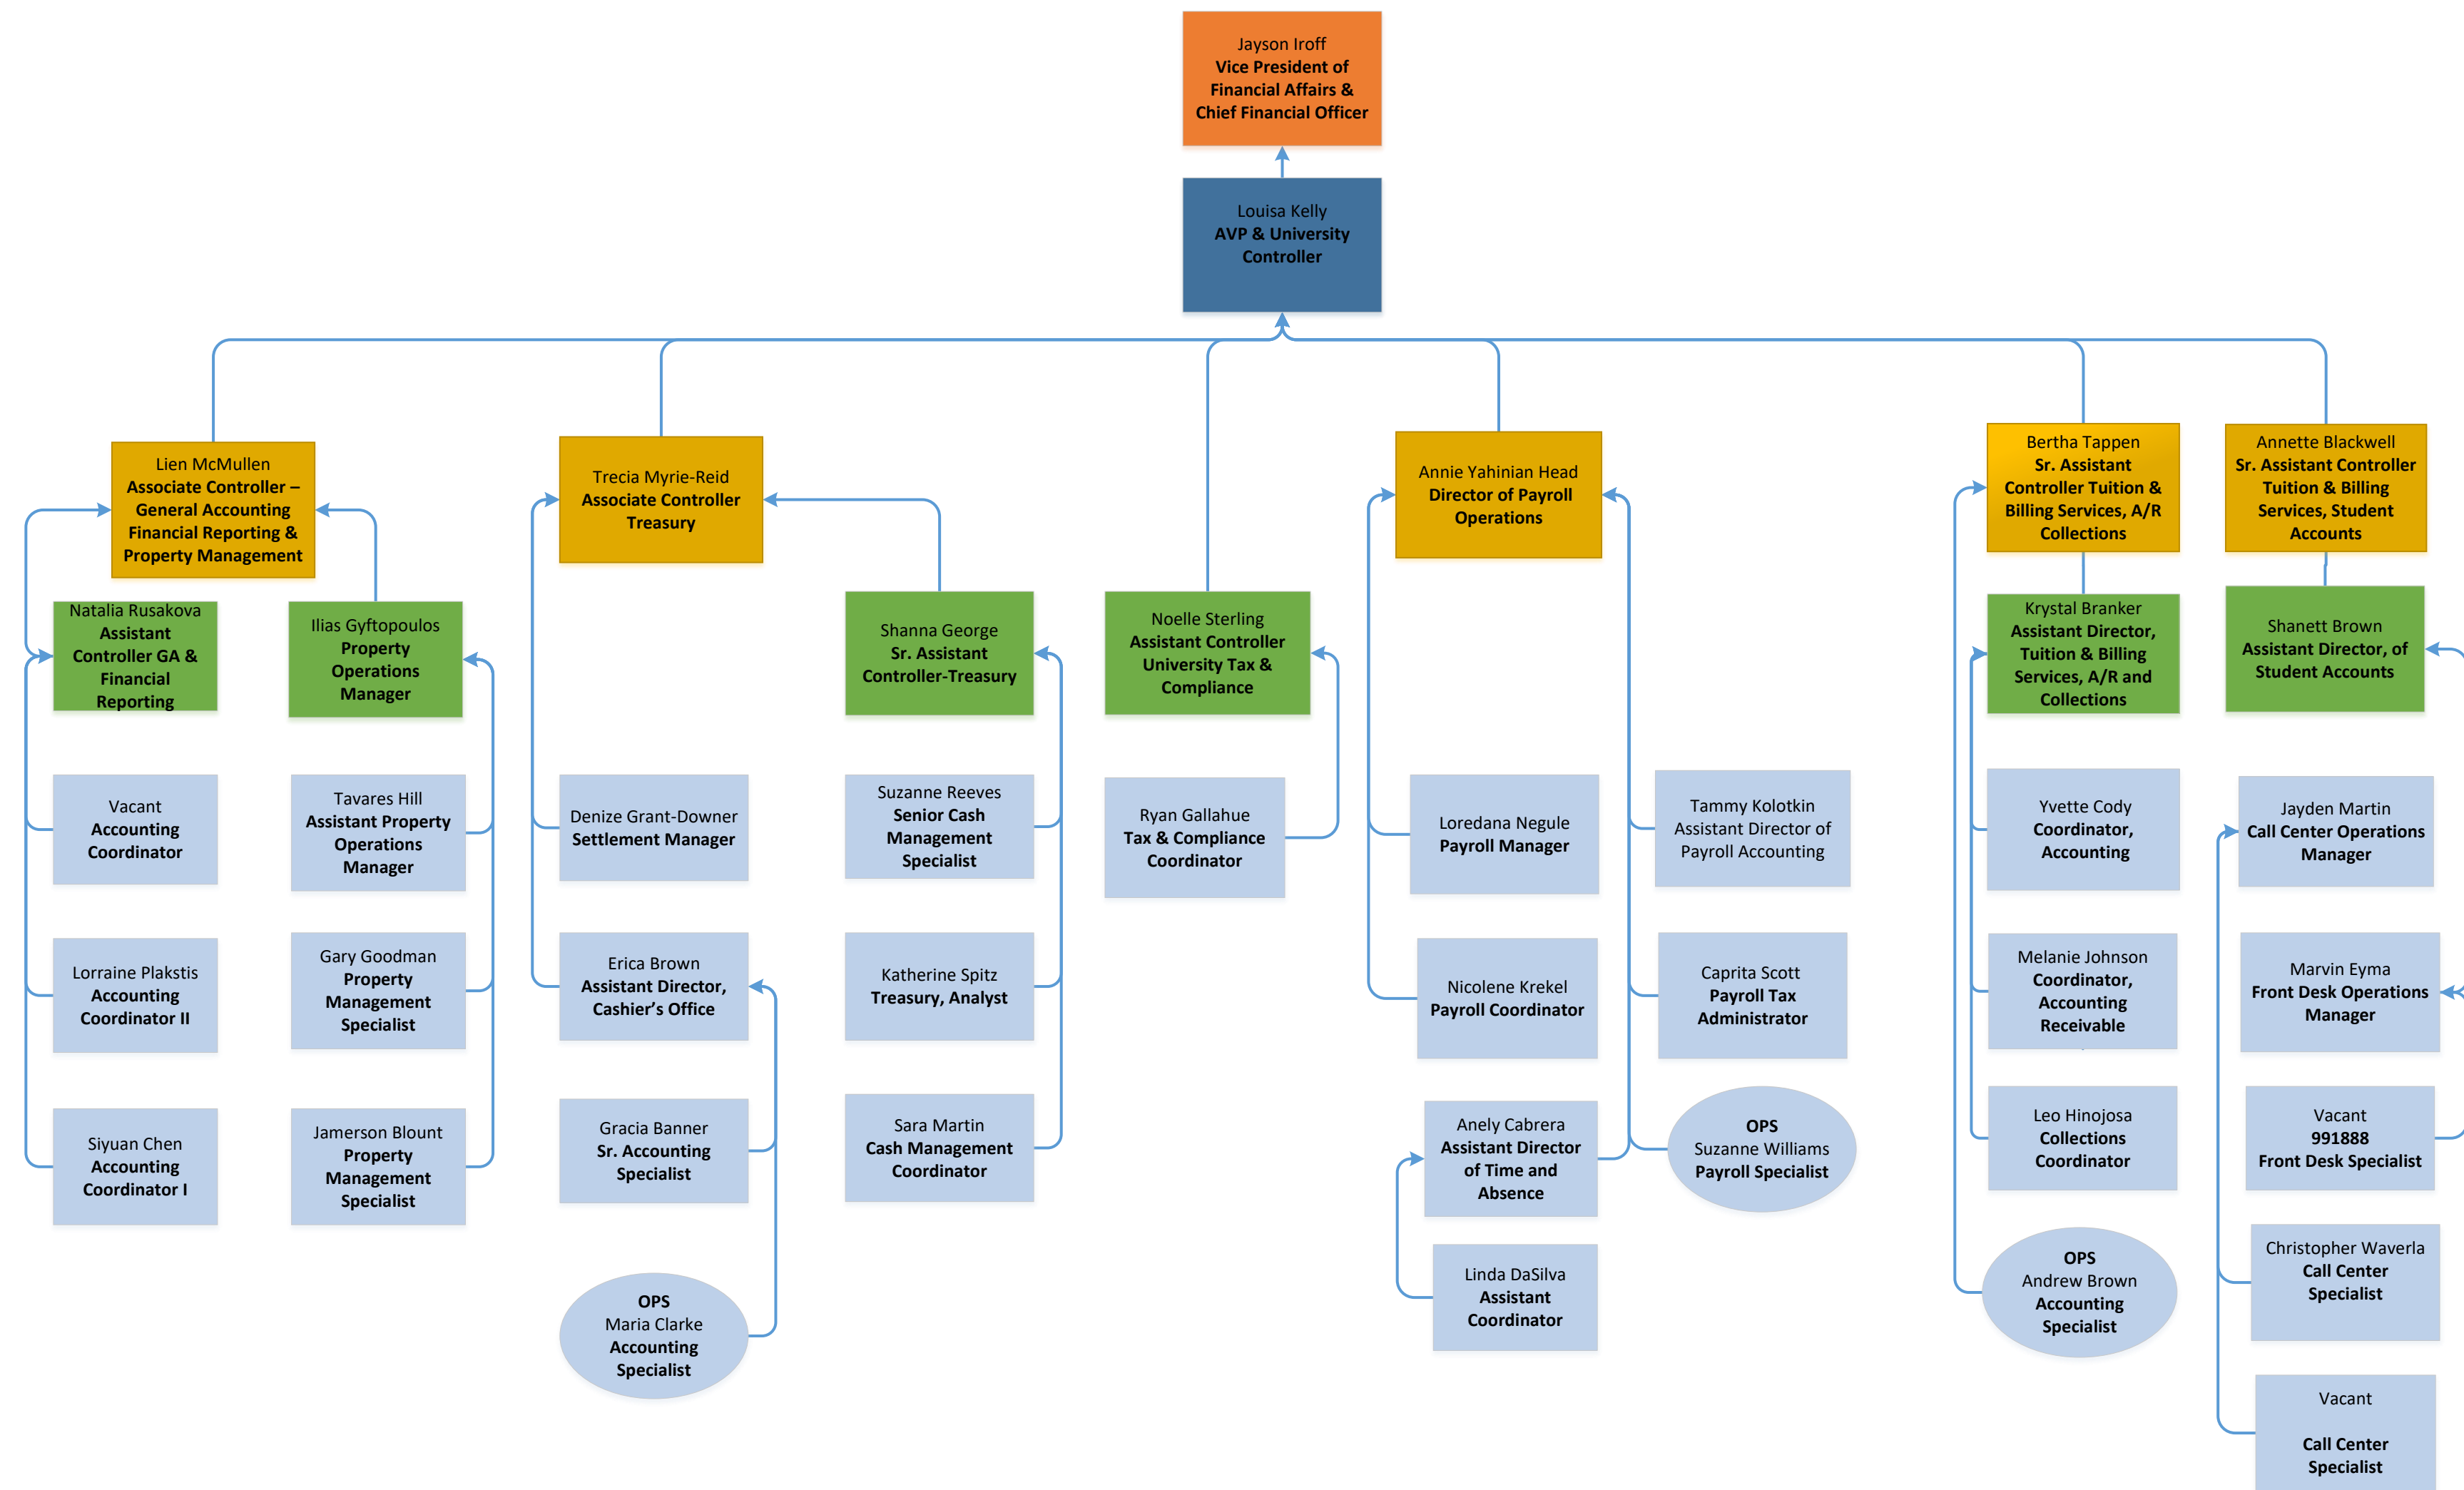 Jayson Iroff
Vice President of
Financial Affairs &
Chief Financial Officer
Louisa Kelly
AVP & University
Controller
Lien McMullen
Associate Controller –
General Accounting
Financial Reporting &
Property Management
Trecia Myrie-Reid
Associate Controller
Treasury
Annie Yahinian Head
Director of Payroll
Operations
Bertha Tappen
Sr. Assistant
Controller Tuition &
Billing Services, A/R
Collections
Annette Blackwell
Sr. Assistant Controller
Tuition & Billing
Services, Student
Accounts
Natalia Rusakova
Assistant
Controller GA &
Financial
Reporting
Ilias Gyftopoulos
Property
Operations
Manager
Shanna George
Sr. Assistant
Controller-Treasury
Noelle Sterling
Assistant Controller
University Tax &
Compliance
Krystal Branker
Assistant Director,
Tuition & Billing
Services, A/R and
Collections
Shanett Brown
Assistant Director, of
Student Accounts
Vacant
Accounting
Coordinator
Tavares Hill
Assistant Property
Operations
Manager
Denize Grant-Downer
Settlement Manager
Suzanne Reeves
Senior Cash
Management
Specialist
Ryan Gallahue
Tax & Compliance
Coordinator
Loredana Negule
Payroll Manager
Tammy Kolotkin
Assistant Director of
Payroll Accounting
Yvette Cody
Coordinator,
Accounting
Jayden Martin
Call Center Operations
Manager
Lorraine Plakstis
Accounting
Coordinator II
Gary Goodman
Property
Management
Specialist
Erica Brown
Assistant Director,
Cashier’s Office
Katherine Spitz
Treasury, Analyst
Nicolene Krekel
Payroll Coordinator
Caprita Scott
Payroll Tax
Administrator
Melanie Johnson
Coordinator,
Accounting
Receivable
Marvin Eyma
Front Desk Operations
Manager
Siyuan Chen
Accounting
Coordinator I
Jamerson Blount
Property
Management
Specialist
Gracia Banner
Sr. Accounting
Specialist
Sara Martin
Cash Management
Coordinator
Anely Cabrera
Assistant Director
of Time and
Absence
OPS
Suzanne Williams
Payroll Specialist
Leo Hinojosa
Collections
Coordinator
Vacant
991888
Front Desk Specialist
OPS
Maria Clarke
Accounting
Specialist
Linda DaSilva
Assistant
Coordinator
OPS
Andrew Brown
Accounting
Specialist
Christopher Waverla
Call Center
Specialist
Vacant
Call Center
Specialist